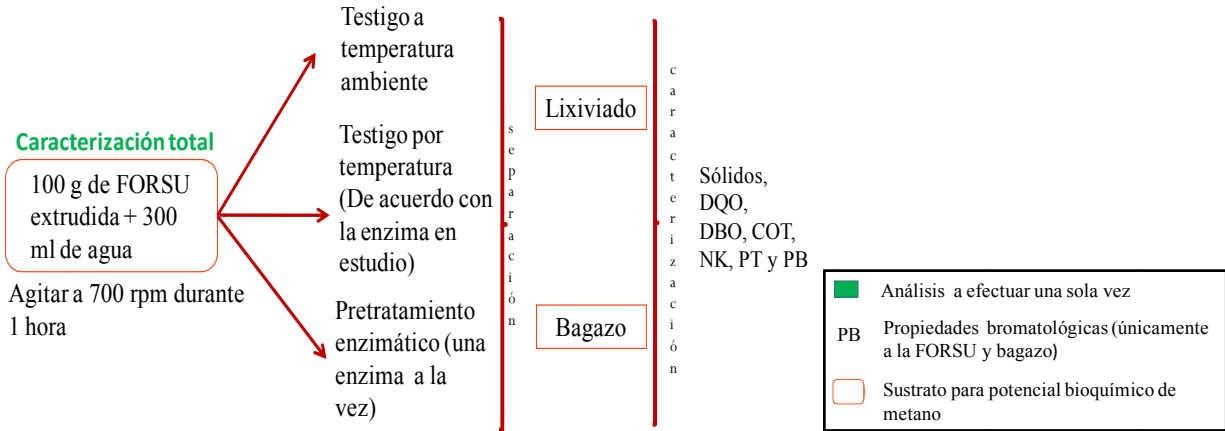 Caracterización total
100 g de FORSU
extrudida + 300
ml de agua
Agitar a 700 rpm durante
1 hora
Testigo a
temperatura
ambiente
Testigo por
temperatura
(De acuerdo con
la enzima en
estudio)
Pretratamiento
enzimático (una
enzima a la
vez)
separación
Lixiviado
Bagazo
caracterización
Sólidos,
DQO,
DBO, COT,
NK, PT y PB
Análisis a efectuar una sola vez
PB Propiedades bromatológicas (únicamente
a la FORSU y bagazo)
Sustrato para potencial bioquímico de
metano